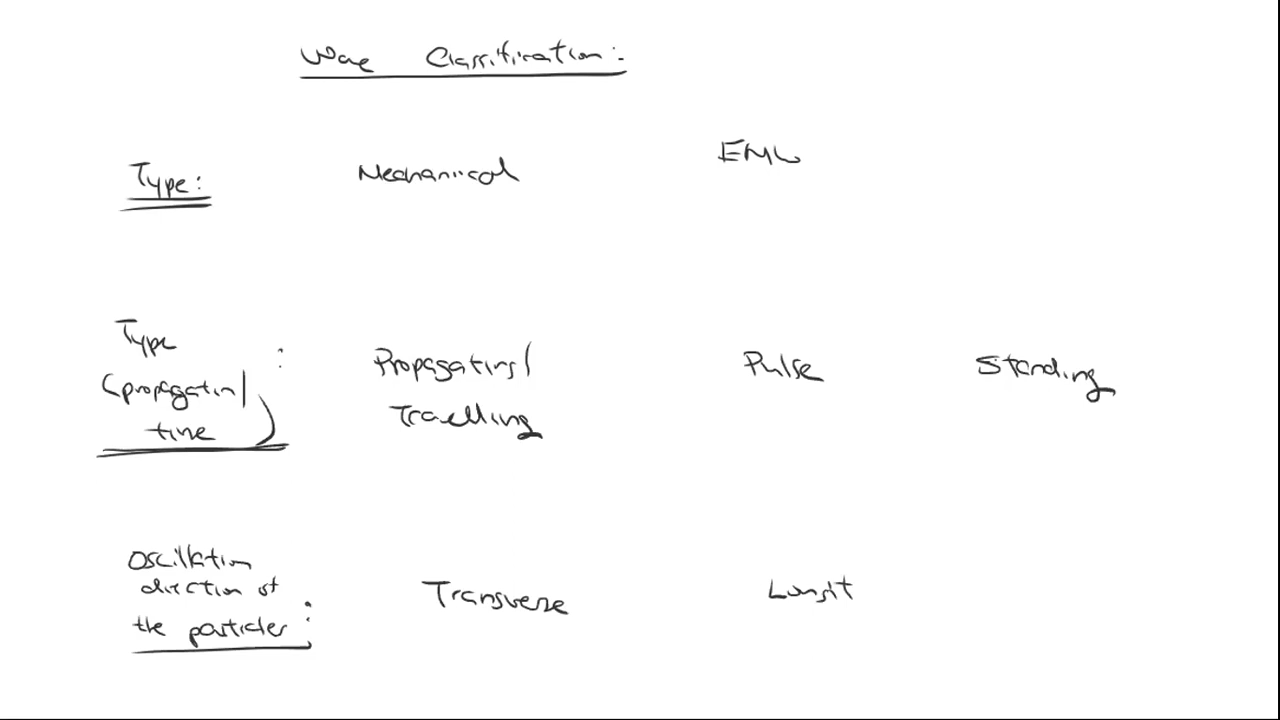 Wave Classification:
Type: Mechanical EMW
Type
(propagation/
time) : Propagating/ Pulse Standing
Travelling
Oscillation
direction of
the particles: Transverse Longit